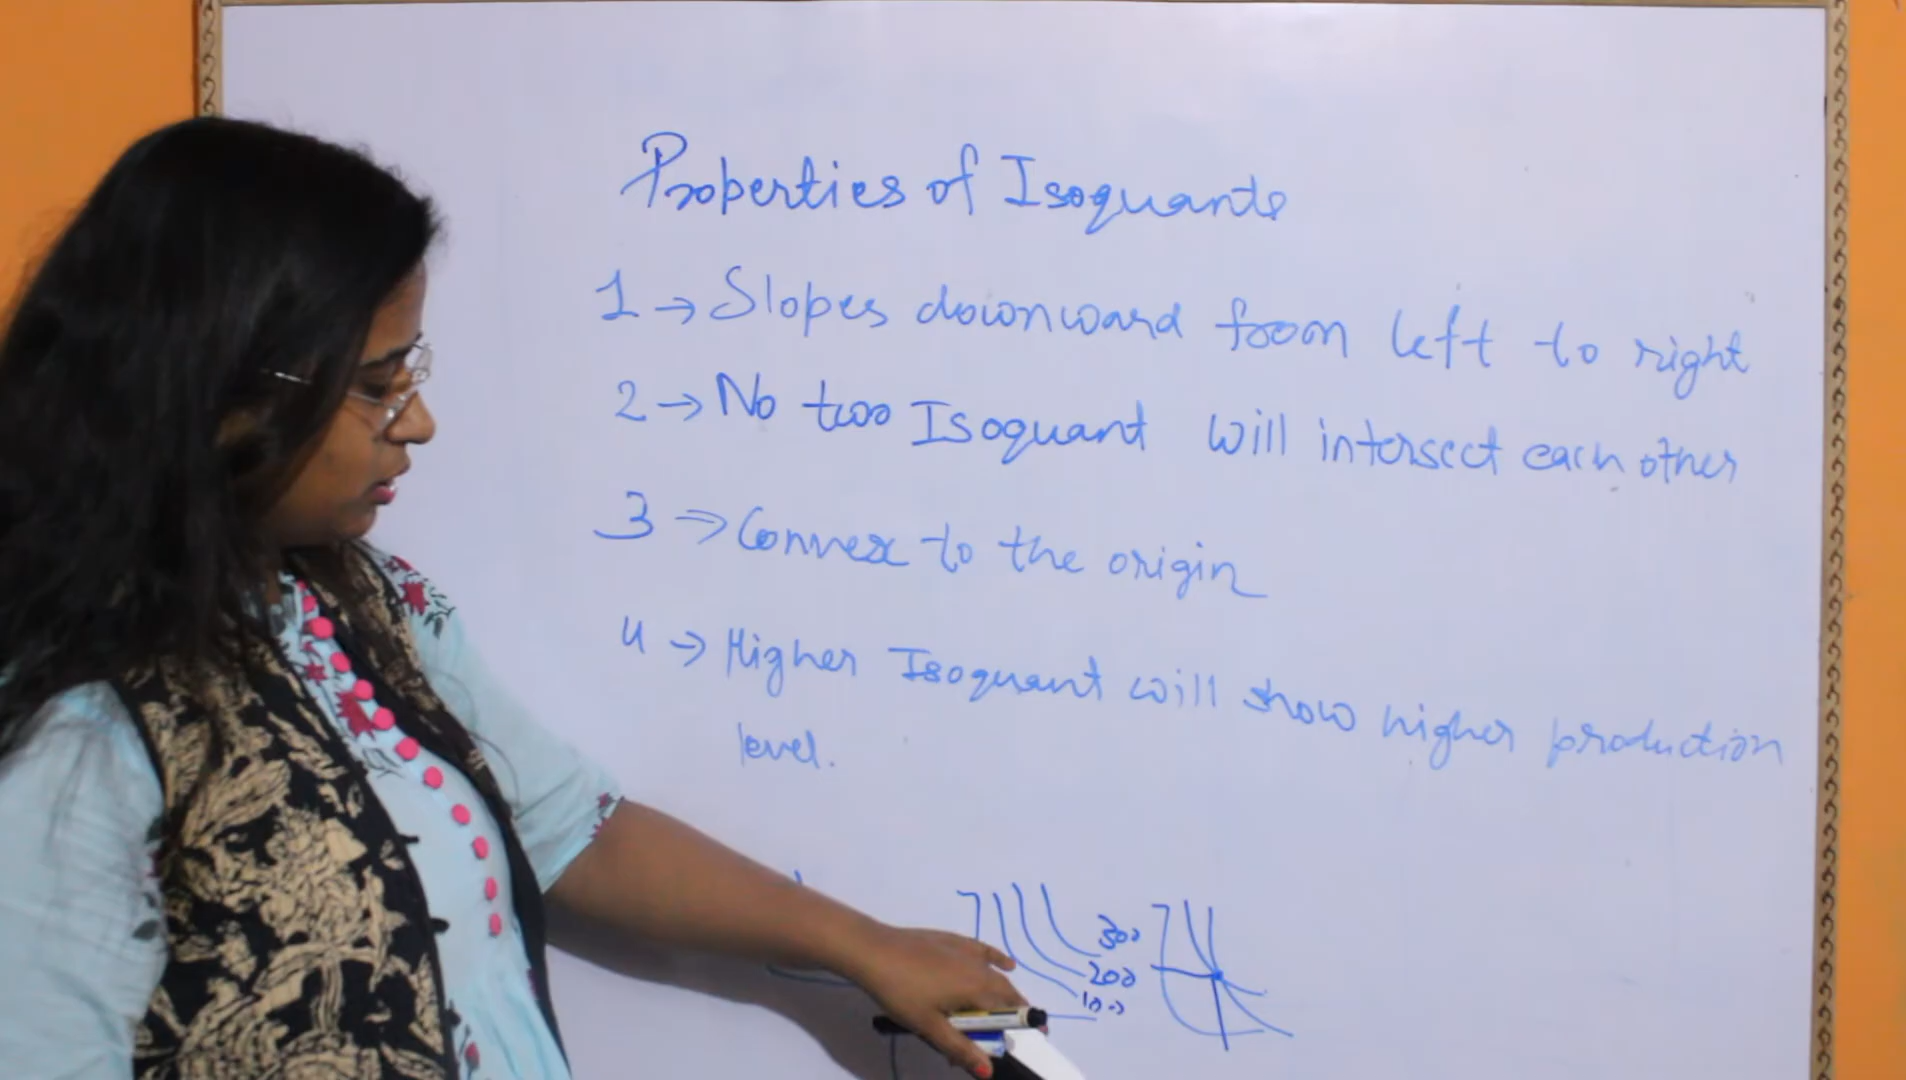 Properties of Isoquants
1 → Slopes downward from left to right
2 → No two Isoquant will intersect each other
3 ⇒ Convex to the origin
4 → Higher Isoquant will show higher production
level.
300
200
100